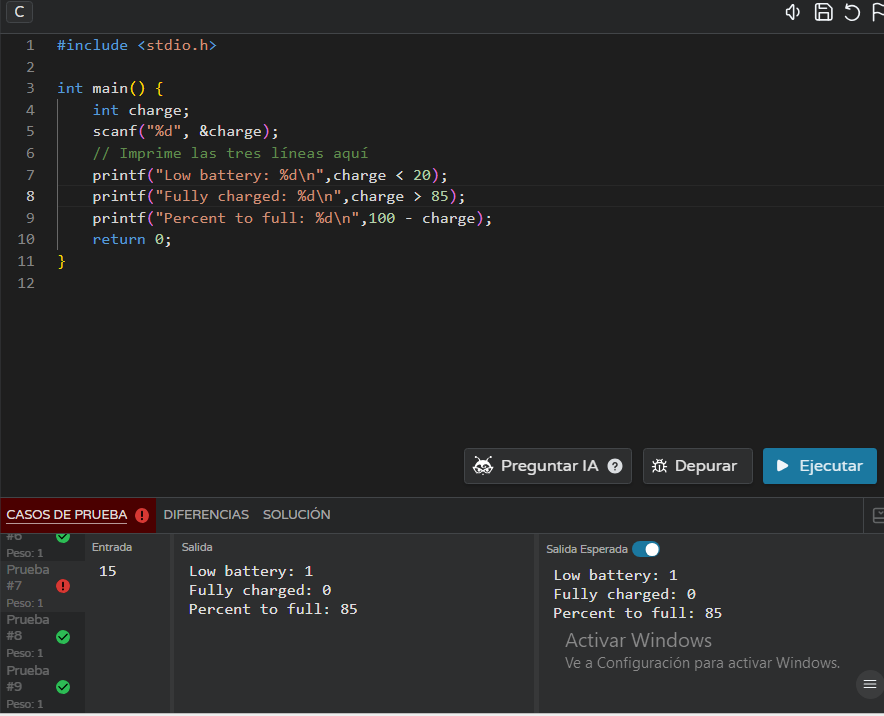 C
1 #include <stdio.h>
2
3 int main() {
4 int charge;
5 scanf("%d", &charge);
6 // Imprime las tres líneas aquí
7 printf("Low battery: %d\n",charge < 20);
8 printf("Fully charged: %d\n",charge > 85);
9 printf("Percent to full: %d\n",100 - charge);
10 return 0;
11 }
12
Preguntar IA ?
Depurar
Ejecutar
CASOS DE PRUEBA ! DIFERENCIAS SOLUCIÓN
#6
Peso: 1
Prueba
#7
Peso: 1
Prueba
#8
Peso: 1
Prueba
#9
Peso: 1
Entrada
15
Salida
Low battery: 1
Fully charged: 0
Percent to full: 85
Salida Esperada
Low battery: 1
Fully charged: 0
Percent to full: 85
Activar Windows
Ve a Configuración para activar Windows.